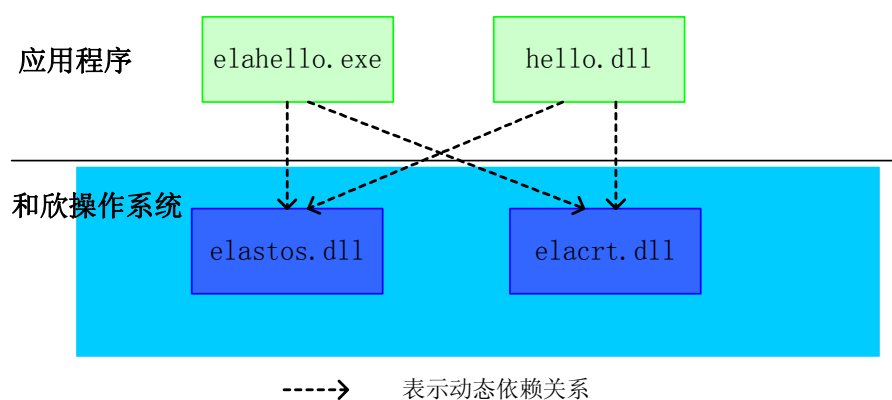 应用程序
elahello.exe
hello.dll
和欣操作系统
elastos.dll
elacrt.dll
表示动态依赖关系